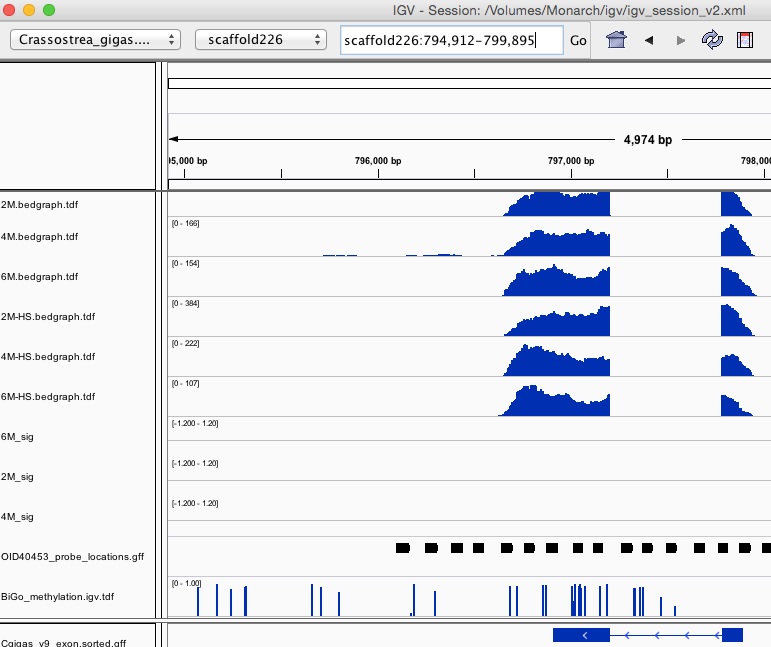 IGV - Session: /Volumes/Monarch/igv/igv_session_v2.xml
Crassostrea_gigas.... scaffold226 scaffold226:794,912-799,895 Go
4,974 bp
95,000 bp 796,000 bp 797,000 bp 798,00
2M.bedgraph.tdf
[0 - 166]
4M.bedgraph.tdf
[0 - 154]
6M.bedgraph.tdf
[0 - 384]
2M-HS.bedgraph.tdf
[0 - 222]
4M-HS.bedgraph.tdf
[0 - 107]
6M-HS.bedgraph.tdf
[-1.200 - 1.20]
6M_sig
[-1.200 - 1.20]
2M_sig
[-1.200 - 1.20]
4M_sig
OID40453_probe_locations.gff
[0 - 1.00]
BiGo_methylation.igv.tdf
Cgigas_v9_exon.sorted.gff